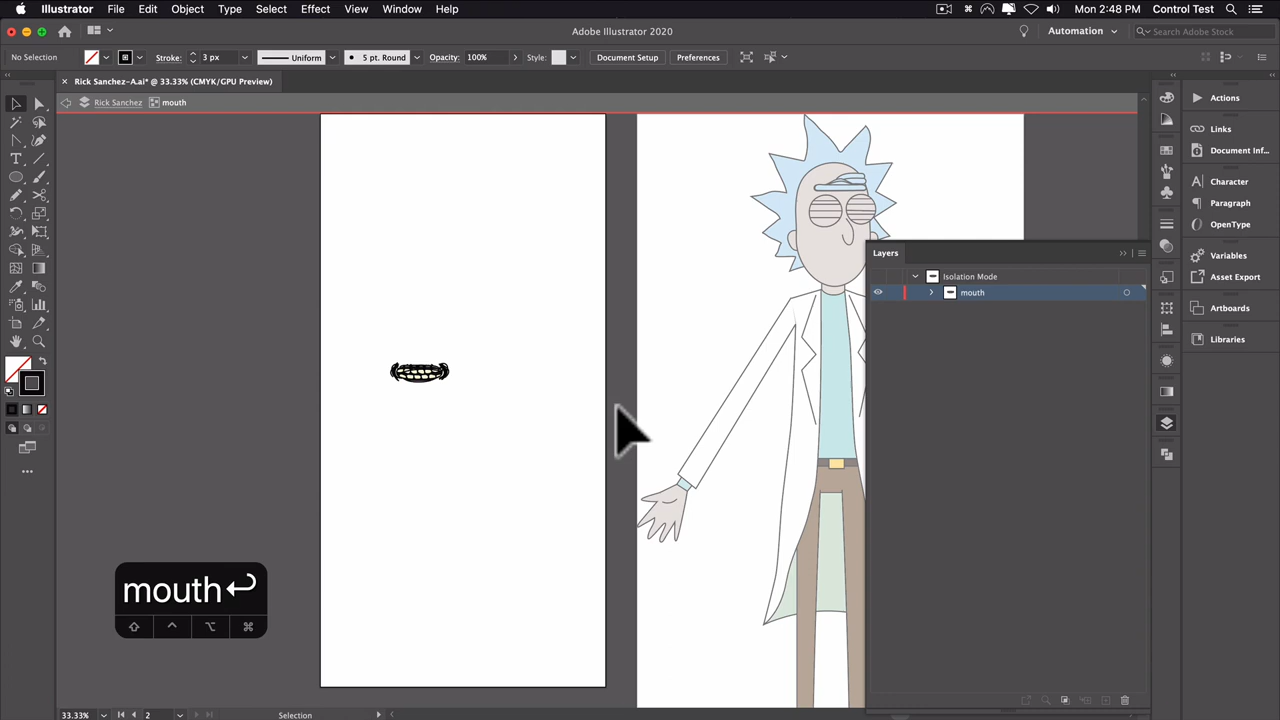 Illustrator File Edit Object Type Select Effect View Window Help Mon 2:48 PM Control Test
Adobe Illustrator 2020 Automation Search Adobe Stock
No Selection Stroke: 3 px Uniform 5 pt. Round Opacity: 100% Style: Document Setup Preferences
× Rick Sanchez-A.ai* @ 33.33% (CMYK/GPU Preview)
Rick Sanchez mouth
Actions
Links
Document Inf...
Character
Paragraph
OpenType
Variables
Asset Export
Artboards
Libraries
Layers
Isolation Mode
mouth
mouth
33.33% 2 Selection